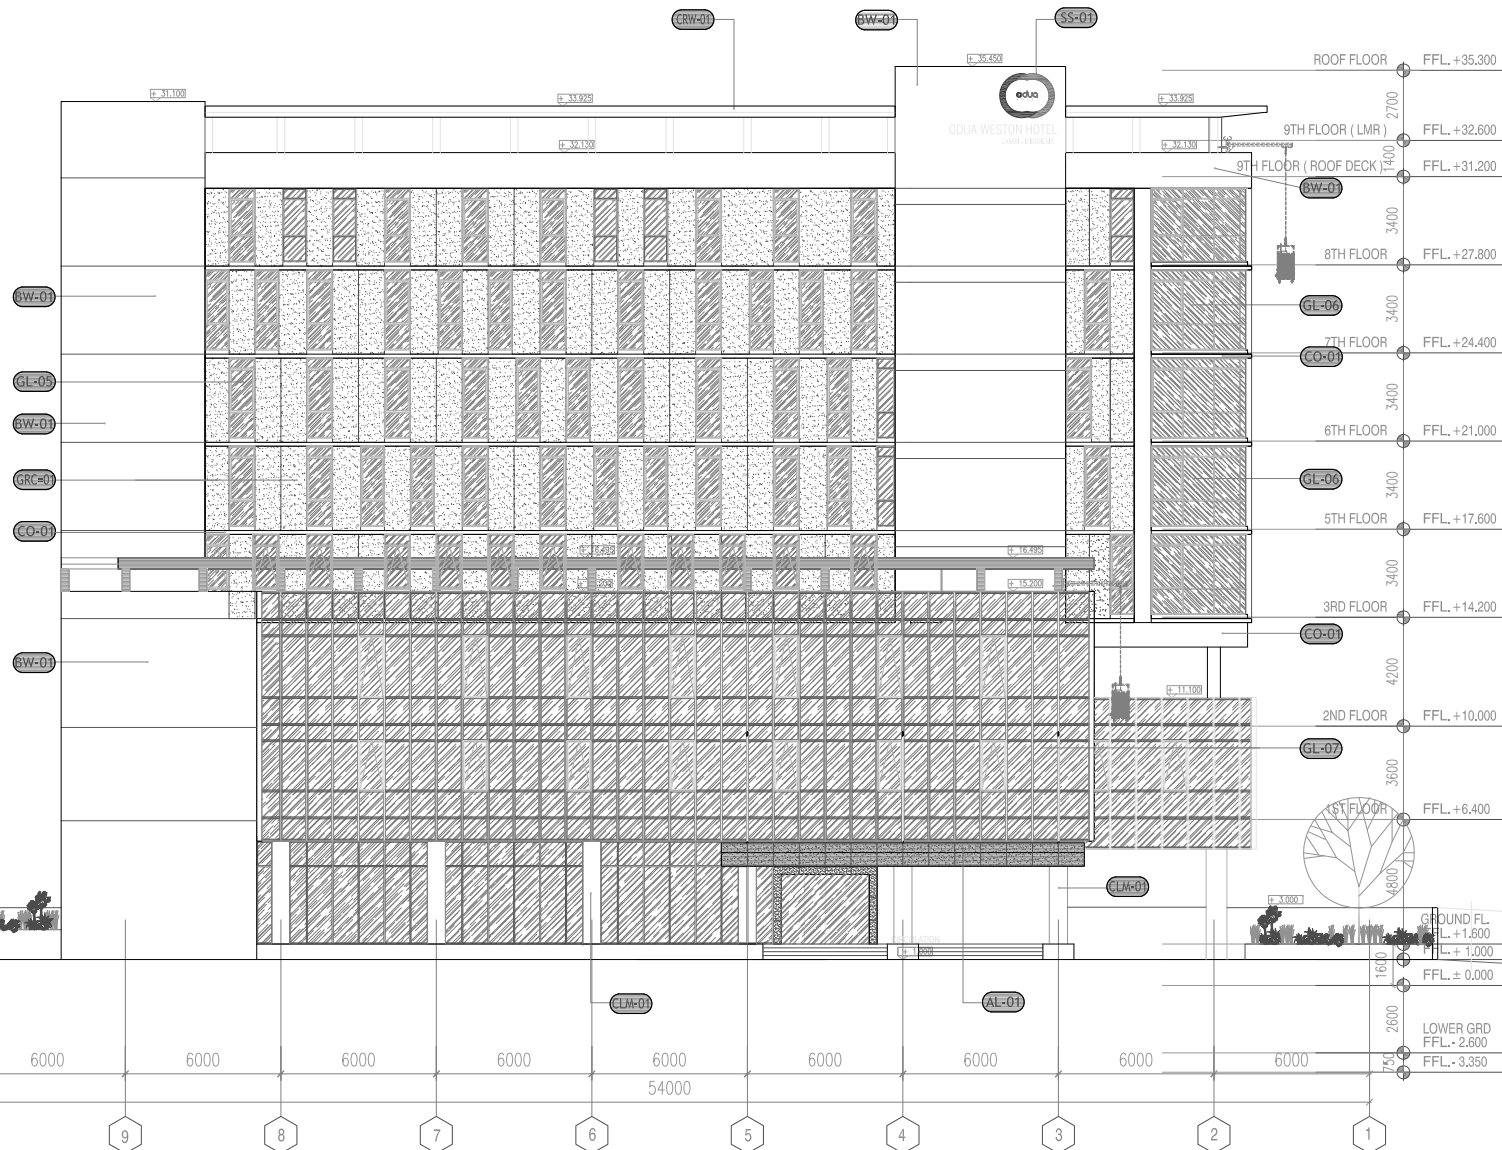 CRW-01
BW-01
SS-01
+ 35.450
ROOF FLOOR
FFL. +35.300
+ 31.100
+ 33.925
odua
+ 33.925
2700
ODUA WESTON HOTEL
9TH FLOOR ( LMR )
FFL. +32.600
+ 32.130
+ 32.130
1400
9TH FLOOR ( ROOF DECK )
FFL. +31.200
BW-01
3400
8TH FLOOR
FFL. +27.800
BW-01
GL-06
3400
7TH FLOOR
FFL. +24.400
CO-01
GL-05
3400
BW-01
6TH FLOOR
FFL. +21.000
GRC-01
GL-06
3400
5TH FLOOR
FFL. +17.600
CO-01
+ 16.495
+ 16.495
3400
+ 15.200
3RD FLOOR
FFL. +14.200
CO-01
BW-01
4200
+ 11.100
2ND FLOOR
FFL. +10.000
GL-07
3600
1ST FLOOR
FFL. +6.400
CLM-01
4800
+ 3.000
GROUND FL.
FFL. +1.600
FFL. + 1.000
1600
FFL. ± 0.000
CLM-01
AL-01
2600
LOWER GRD
FFL. - 2.600
750
FFL. - 3.350
6000 6000 6000 6000 6000 6000 6000 6000 6000
54000
9 8 7 6 5 4 3 2 1